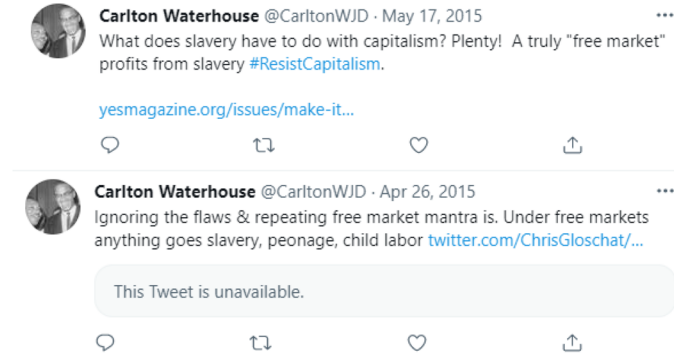 Carlton Waterhouse @CarltonWJD · May 17, 2015
What does slavery have to do with capitalism? Plenty!  A truly "free market"
profits from slavery #ResistCapitalism.
yesmagazine.org/issues/make-it...
Carlton Waterhouse @CarltonWJD · Apr 26, 2015
Ignoring the flaws & repeating free market mantra is. Under free markets
anything goes slavery, peonage, child labor twitter.com/ChrisGloschat/...
This Tweet is unavailable.